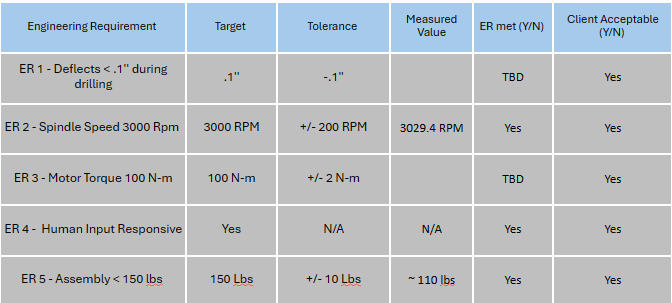 Engineering Requirement Target Tolerance Measured Value ER met (Y/N) Client Acceptable (Y/N)
ER 1 - Deflects < .1" during drilling .1" -.1" TBD Yes
ER 2 - Spindle Speed 3000 Rpm 3000 RPM +/- 200 RPM 3029.4 RPM Yes Yes
ER 3 - Motor Torque 100 N-m 100 N-m +/- 2 N-m TBD Yes
ER 4 - Human Input Responsive Yes N/A N/A Yes Yes
ER 5 - Assembly < 150 lbs 150 Lbs +/- 10 Lbs ~ 110 lbs Yes Yes